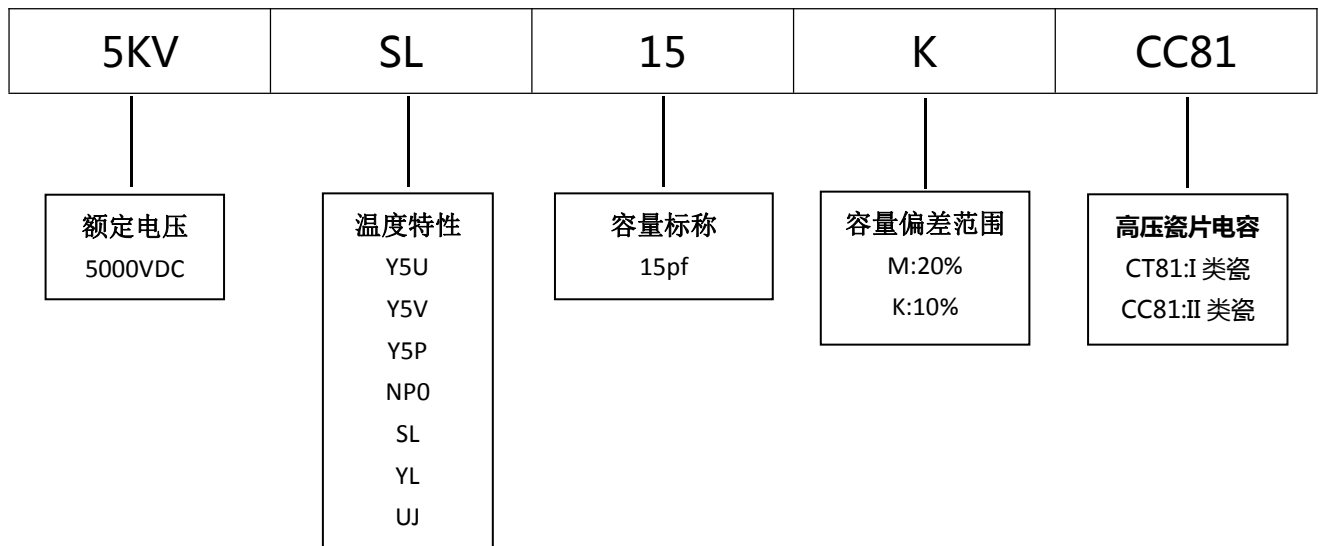 5KV SL 15 K CC81
额定电压
5000VDC
温度特性
Y5U
Y5V
Y5P
NP0
SL
YL
UJ
容量标称
15pf
容量偏差范围
M:20%
K:10%
高压瓷片电容
CT81:I 类瓷
CC81:II 类瓷